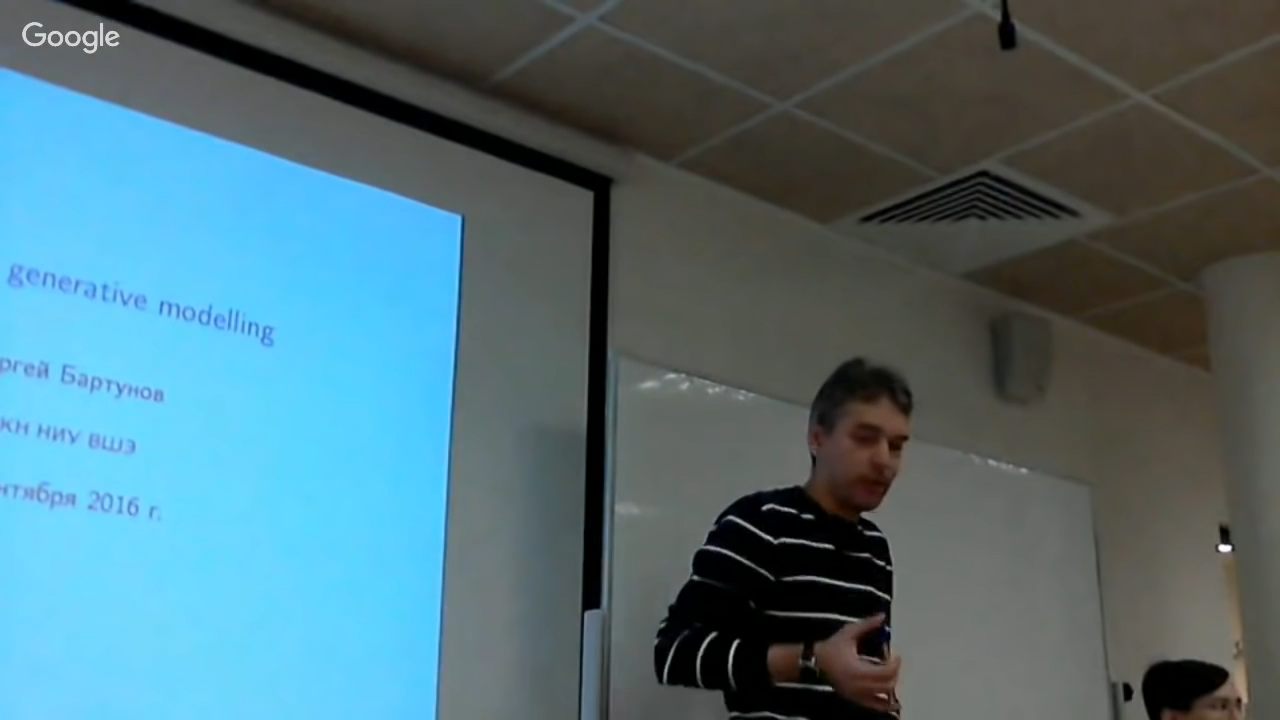 Google
generative modelling
ргей Бартунов
КН НИУ ВШЭ
нтября 2016 г.